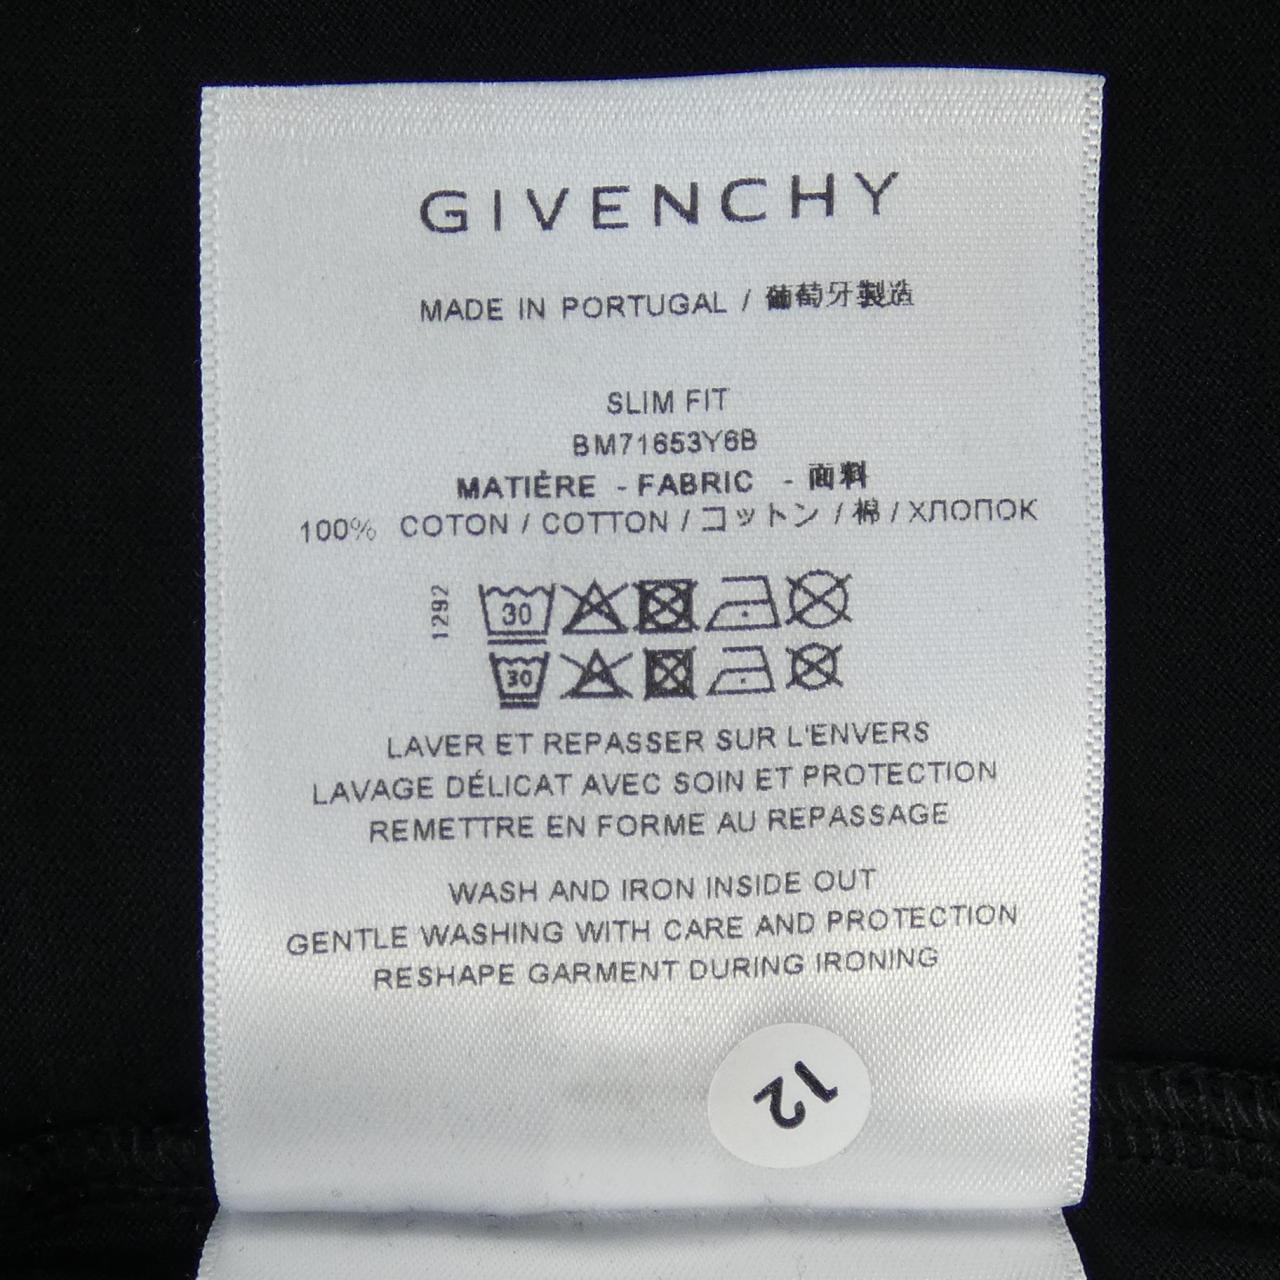 GIVENCHY
MADE IN PORTUGAL / 葡萄牙製造
SLIM FIT
BM71653Y6B
MATIÈRE - FABRIC - 面料
100% COTON / COTTON / コットン / 棉 / ХЛОПОК
1292
30
30
LAVER ET REPASSER SUR L'ENVERS
LAVAGE DÉLICAT AVEC SOIN ET PROTECTION
REMETTRE EN FORME AU REPASSAGE
WASH AND IRON INSIDE OUT
GENTLE WASHING WITH CARE AND PROTECTION
RESHAPE GARMENT DURING IRONING
12